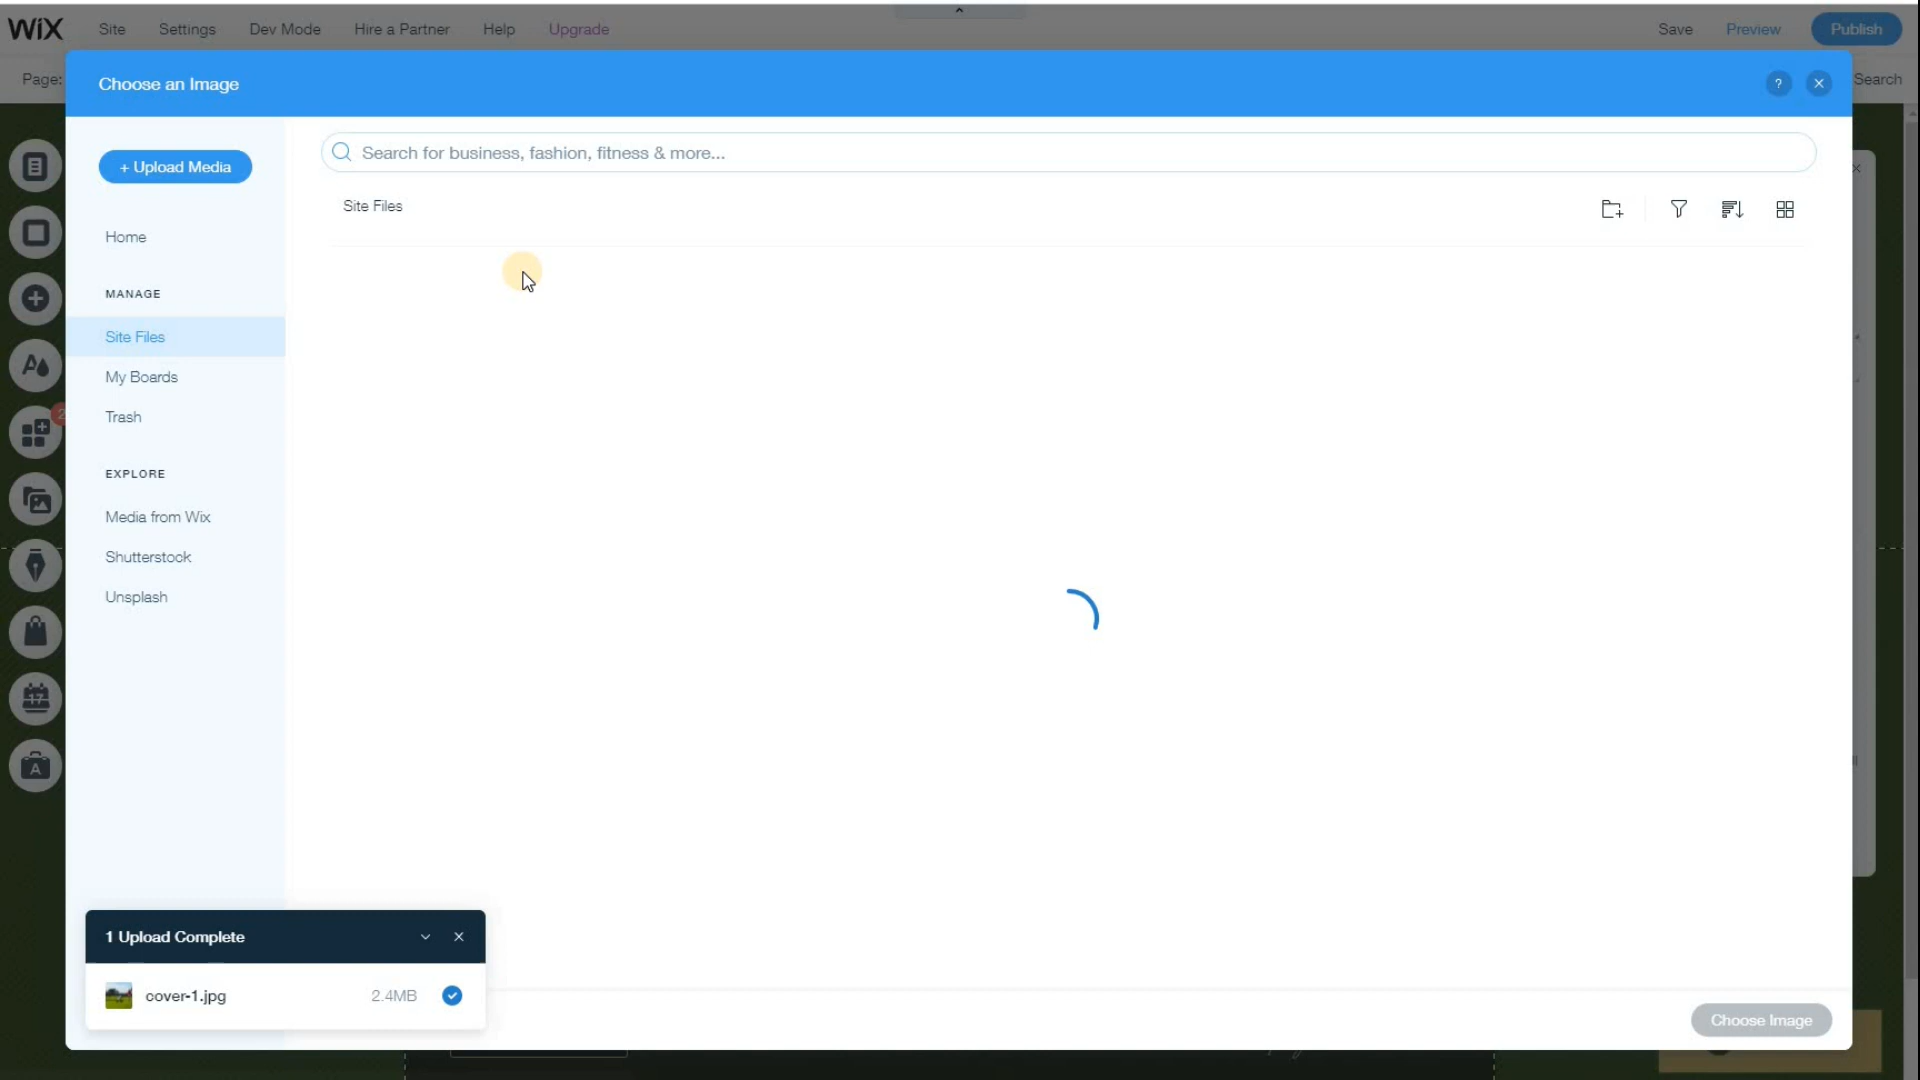 WiX Site Settings Dev Mode Hire a Partner Help Upgrade Save Preview Publish
Page: Search
Choose an Image ?
+ Upload Media
Search for business, fashion, fitness & more...
Site Files
Home
MANAGE
Site Files
My Boards
Trash
2
EXPLORE
Media from Wix
Shutterstock
Unsplash
17
A
1 Upload Complete
cover-1.jpg 2.4MB
Choose Image